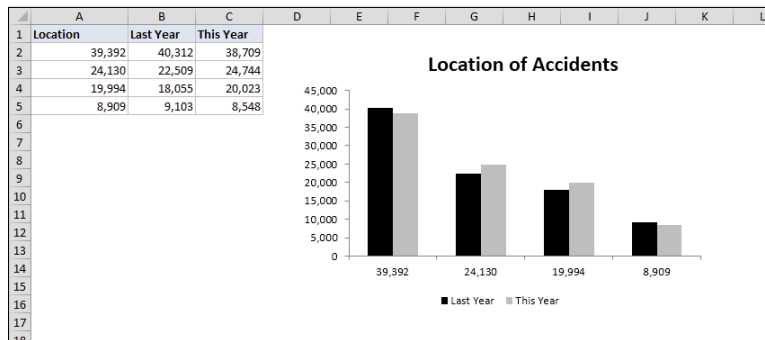 A B C D E F G H I J K L
1 Location Last Year This Year
2 39,392 40,312 38,709
3 24,130 22,509 24,744
4 19,994 18,055 20,023
5 8,909 9,103 8,548
6
7
8
9
10
11
12
13
14
15
16
17
18
Location of Accidents
45,000
40,000
35,000
30,000
25,000
20,000
15,000
10,000
5,000
0
39,392 24,130 19,994 8,909
Last Year This Year